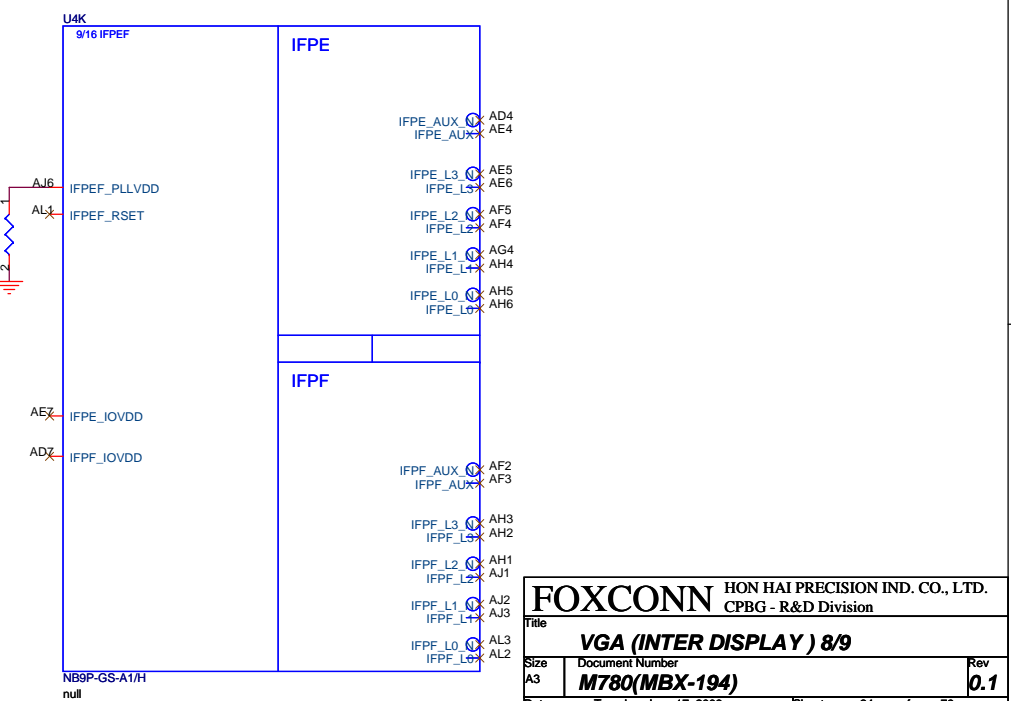 U4K
9/16 IFPEF
IFPE
IFPE_AUX_N AD4
IFPE_AUX AE4
IFPE_L3_N AE5
IFPE_L3 AE6
AJ6 IFPEF_PLLVDD
1
AL1 IFPEF_RSET
IFPE_L2_N AF5
IFPE_L2 AF4
IFPE_L1_N AG4
IFPE_L1 AH4
2
IFPE_L0_N AH5
IFPE_L0 AH6
IFPF
AE7 IFPE_IOVDD
AD7 IFPF_IOVDD
IFPF_AUX_N AF2
IFPF_AUX AF3
IFPF_L3_N AH3
IFPF_L3 AH2
IFPF_L2_N AH1
IFPF_L2 AJ1
IFPF_L1_N AJ2
IFPF_L1 AJ3
IFPF_L0_N AL3
IFPF_L0 AL2
NB9P-GS-A1/H
null
FOXCONN
HON HAI PRECISION IND. CO., LTD.
CPBG - R&D Division
Title
VGA (INTER DISPLAY ) 8/9
Size Document Number Rev
A3 M780(MBX-194) 0.1